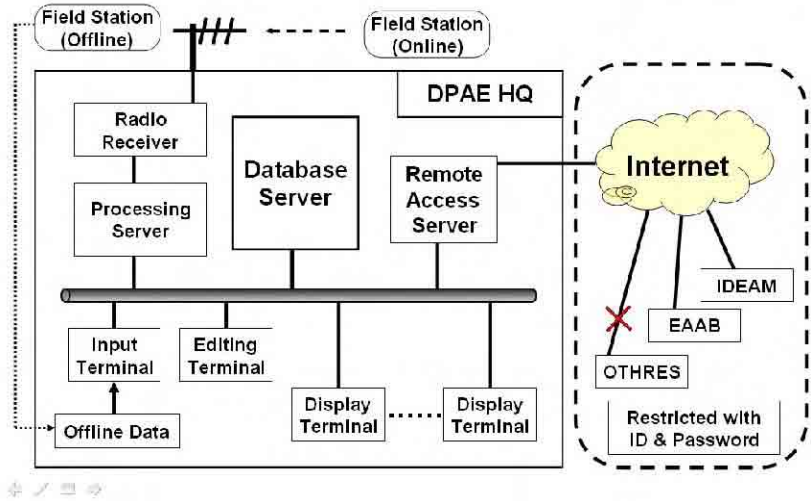 Field Station
(Offline)
Field Station
(Online)
DPAE HQ
Radio
Receiver
Database
Server
Remote
Access
Server
Internet
Processing
Server
IDEAM
EAAB
OTHRES
Input
Terminal
Editing
Terminal
Display
Terminal
Display
Terminal
Offline Data
Restricted with
ID & Password